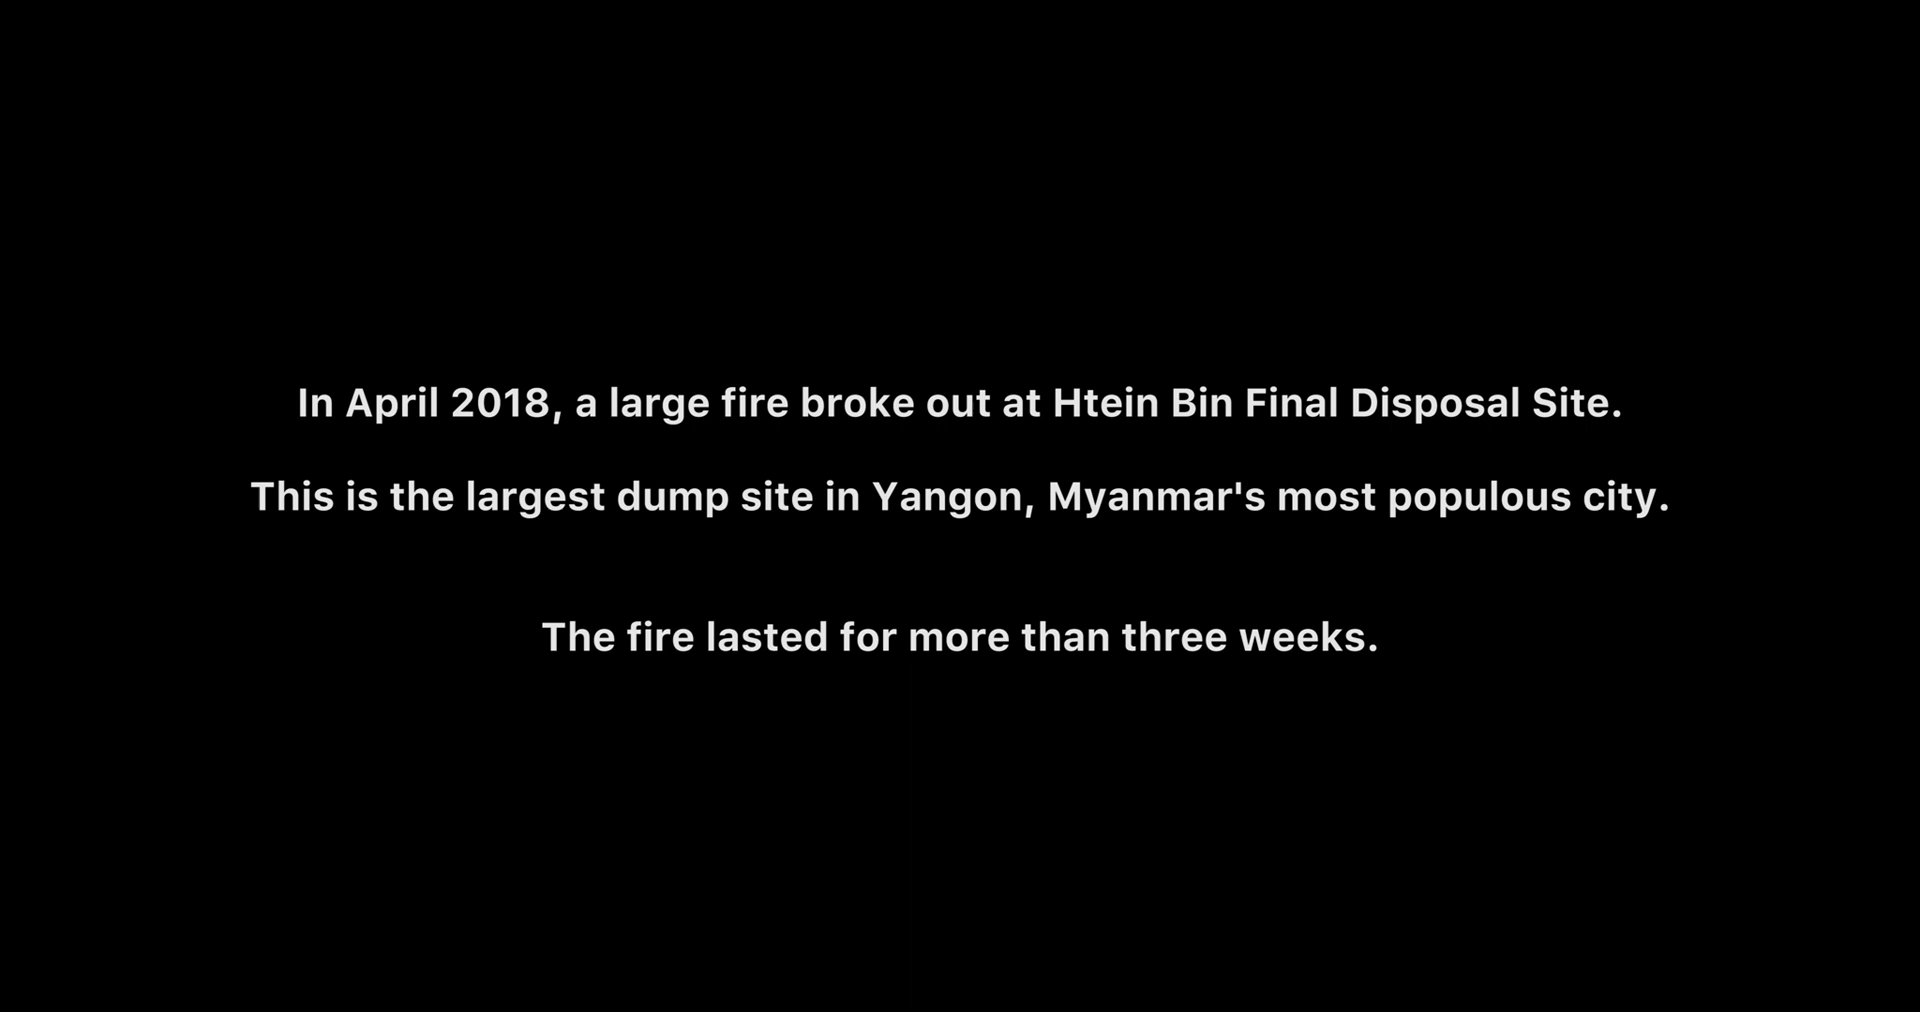 In April 2018, a large fire broke out at Htein Bin Final Disposal Site.
This is the largest dump site in Yangon, Myanmar's most populous city.
The fire lasted for more than three weeks.